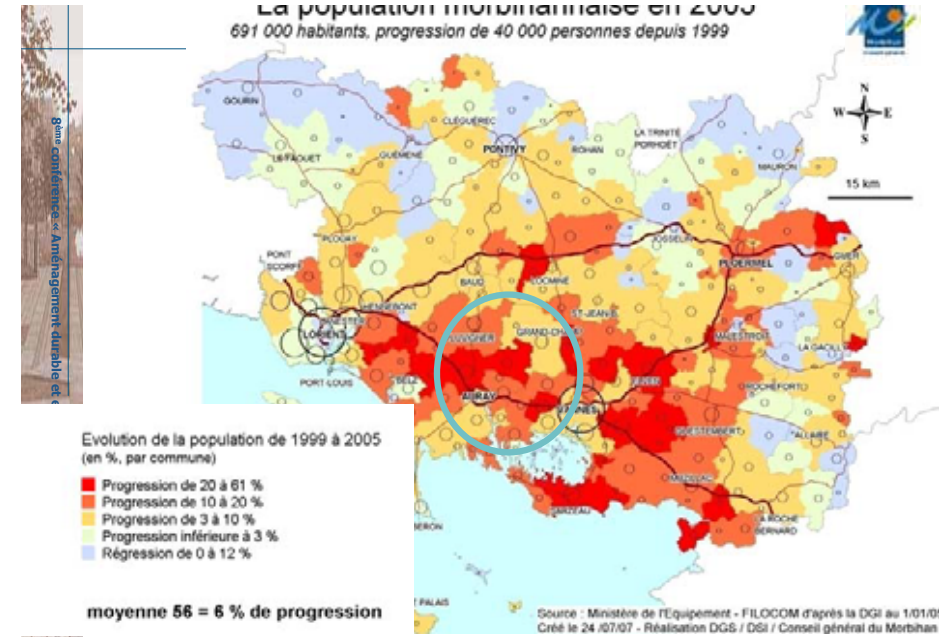 La population morbihannaise en 2005
691 000 habitants, progression de 40 000 personnes depuis 1999
8ème conférence « Aménagement durable et e
MORBIHAN
N
W E
S
15 km
GOURIN
CLÉGUÉREC
LE FAOUET
GUÉMENÉ
PONTIVY
ROHAN
LA TRINITÉ
PORHOËT
MAURON
PLOUAY
PONT
SCORFF
JOSSELIN
PLOERMEL
GUER
BAUD
LOCMINÉ
HENNEBONT
ST-JEAN-B.
LORIENT
GRAND-CHAMP
PLUVIGNER
MALESTROIT
LA GACILLY
PORT-LOUIS
BELZ
ELVEN
ROCHEFORT
AURAY
VANNES
QUESTEMBERT
ALLAIRE
MUZILLAC
SARZEAU
LA ROCHE
BERNARD
BERON
PALAIS
Evolution de la population de 1999 à 2005
(en %, par commune)
Progression de 20 à 61 %
Progression de 10 à 20 %
Progression de 3 à 10 %
Progression inférieure à 3 %
Régression de 0 à 12 %
moyenne 56 = 6 % de progression
Source : Ministère de l'Equipement - FILOCOM d'après la DGI au 1/01/05
Créé le 24 /07/07 - Réalisation DGS / DSI / Conseil général du Morbihan